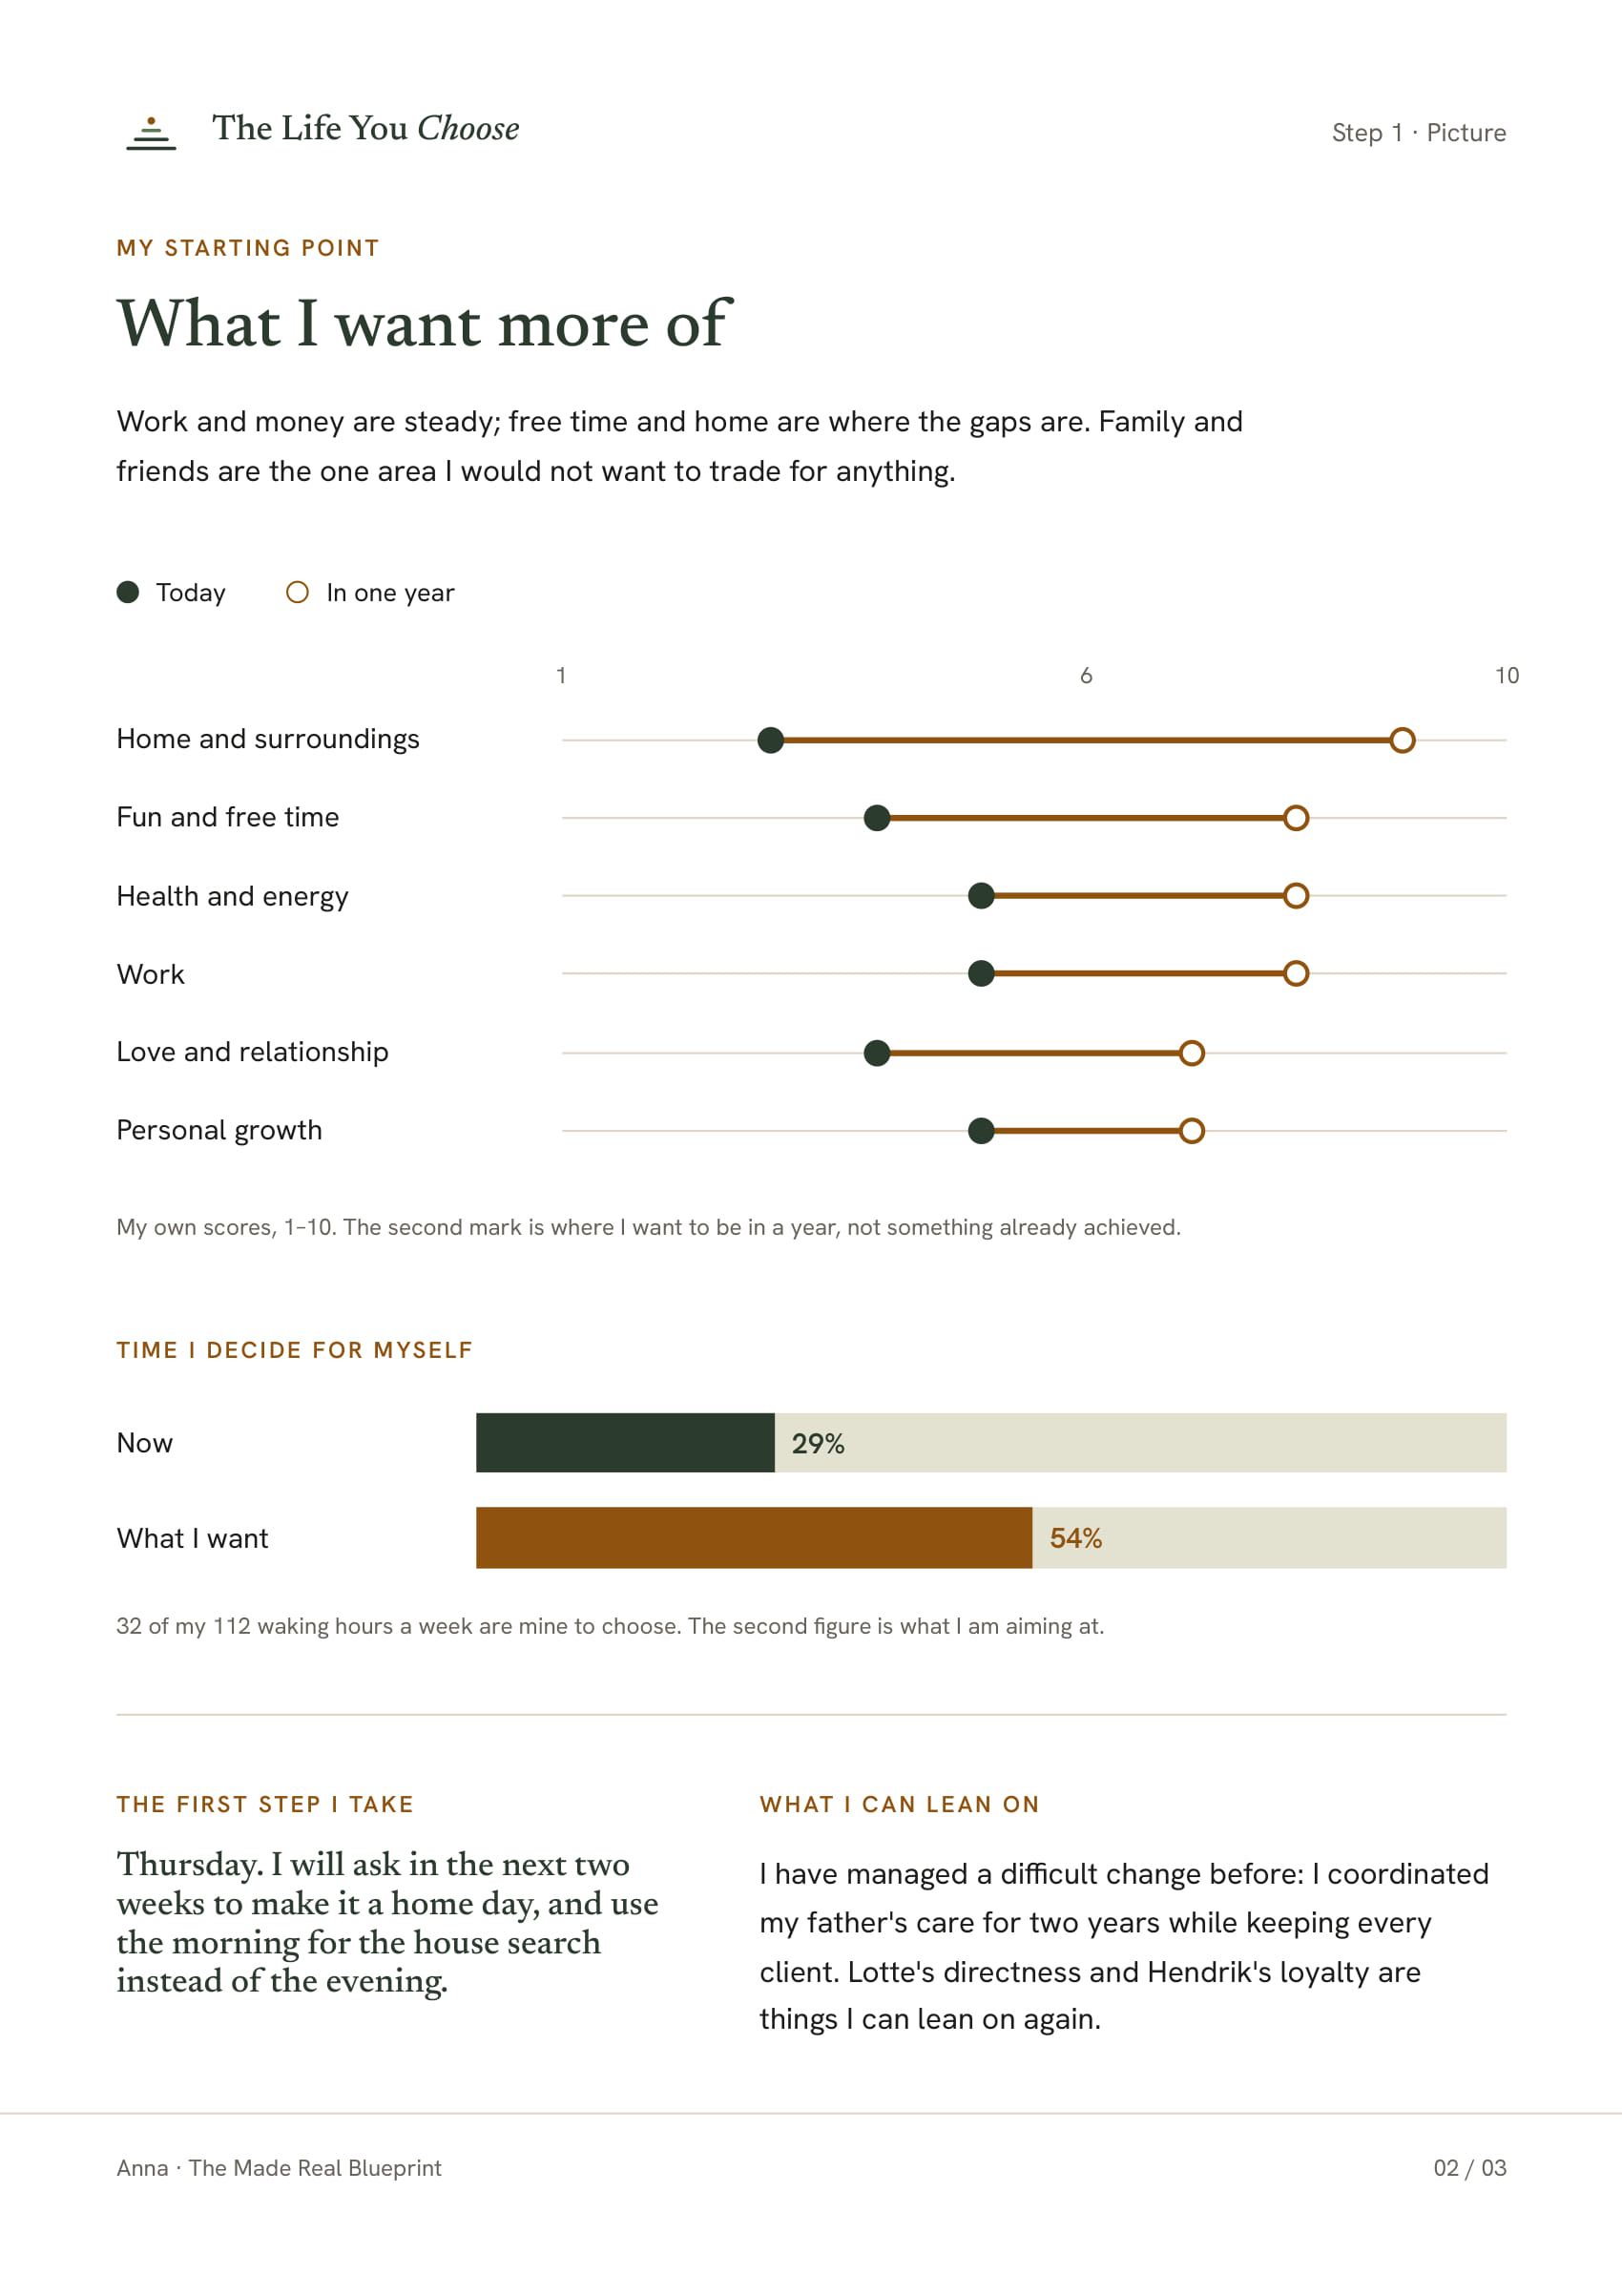 The Life You Choose
Step 1 · Picture
MY STARTING POINT
What I want more of
Work and money are steady; free time and home are where the gaps are. Family and
friends are the one area I would not want to trade for anything.
Today
In one year
1 6 10
Home and surroundings
Fun and free time
Health and energy
Work
Love and relationship
Personal growth
My own scores, 1–10. The second mark is where I want to be in a year, not something already achieved.
TIME I DECIDE FOR MYSELF
Now 29%
What I want 54%
32 of my 112 waking hours a week are mine to choose. The second figure is what I am aiming at.
THE FIRST STEP I TAKE
Thursday. I will ask in the next two
weeks to make it a home day, and use
the morning for the house search
instead of the evening.
WHAT I CAN LEAN ON
I have managed a difficult change before: I coordinated
my father's care for two years while keeping every
client. Lotte's directness and Hendrik's loyalty are
things I can lean on again.
Anna · The Made Real Blueprint
02 / 03